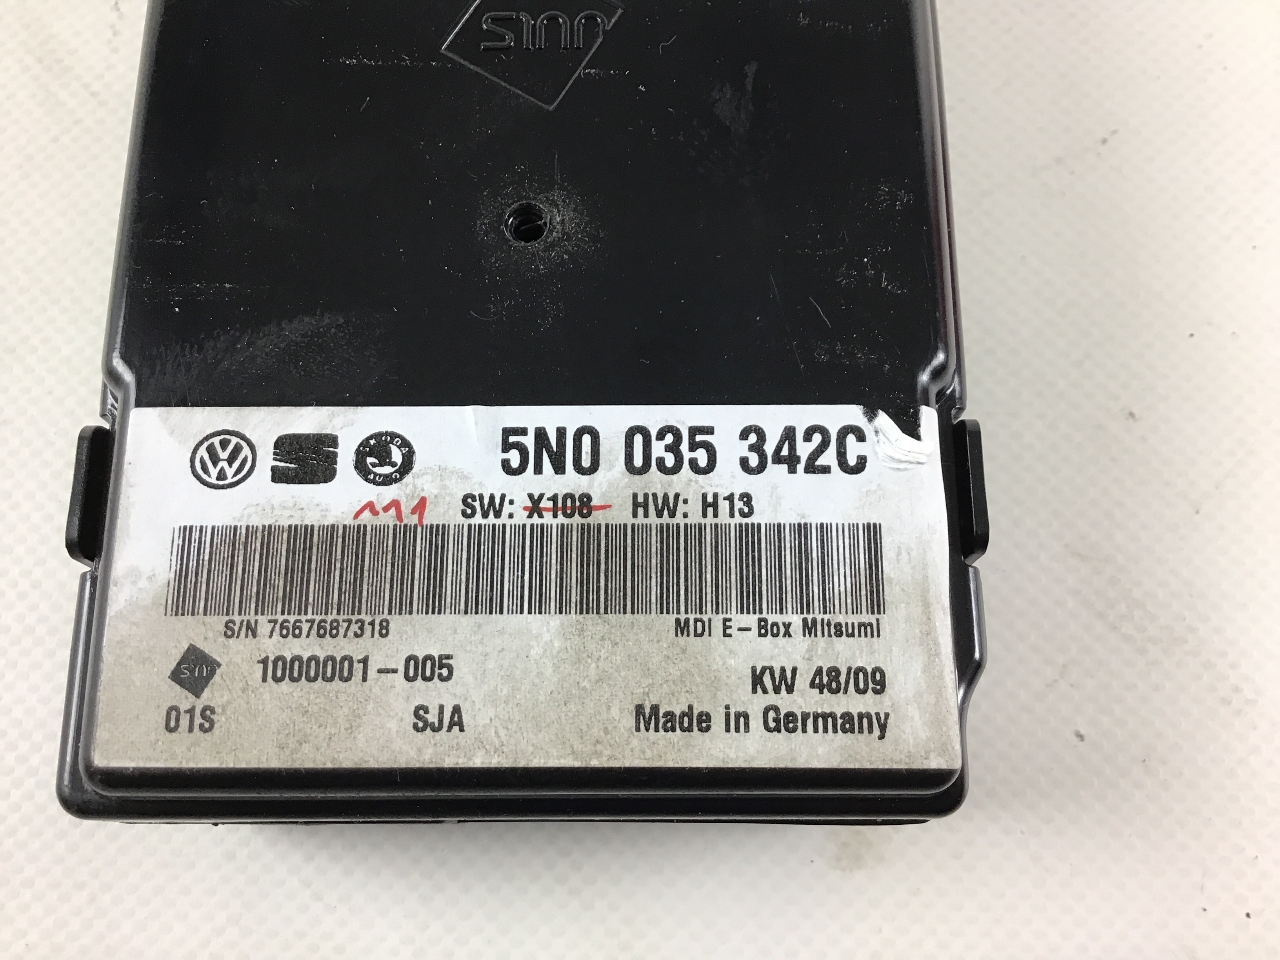 5N0 035 342C
111 SW: X108 HW: H13
S/N 7667687318 MDI E-Box Mitsumi
1000001-005 KW 48/09
01S SJA Made in Germany